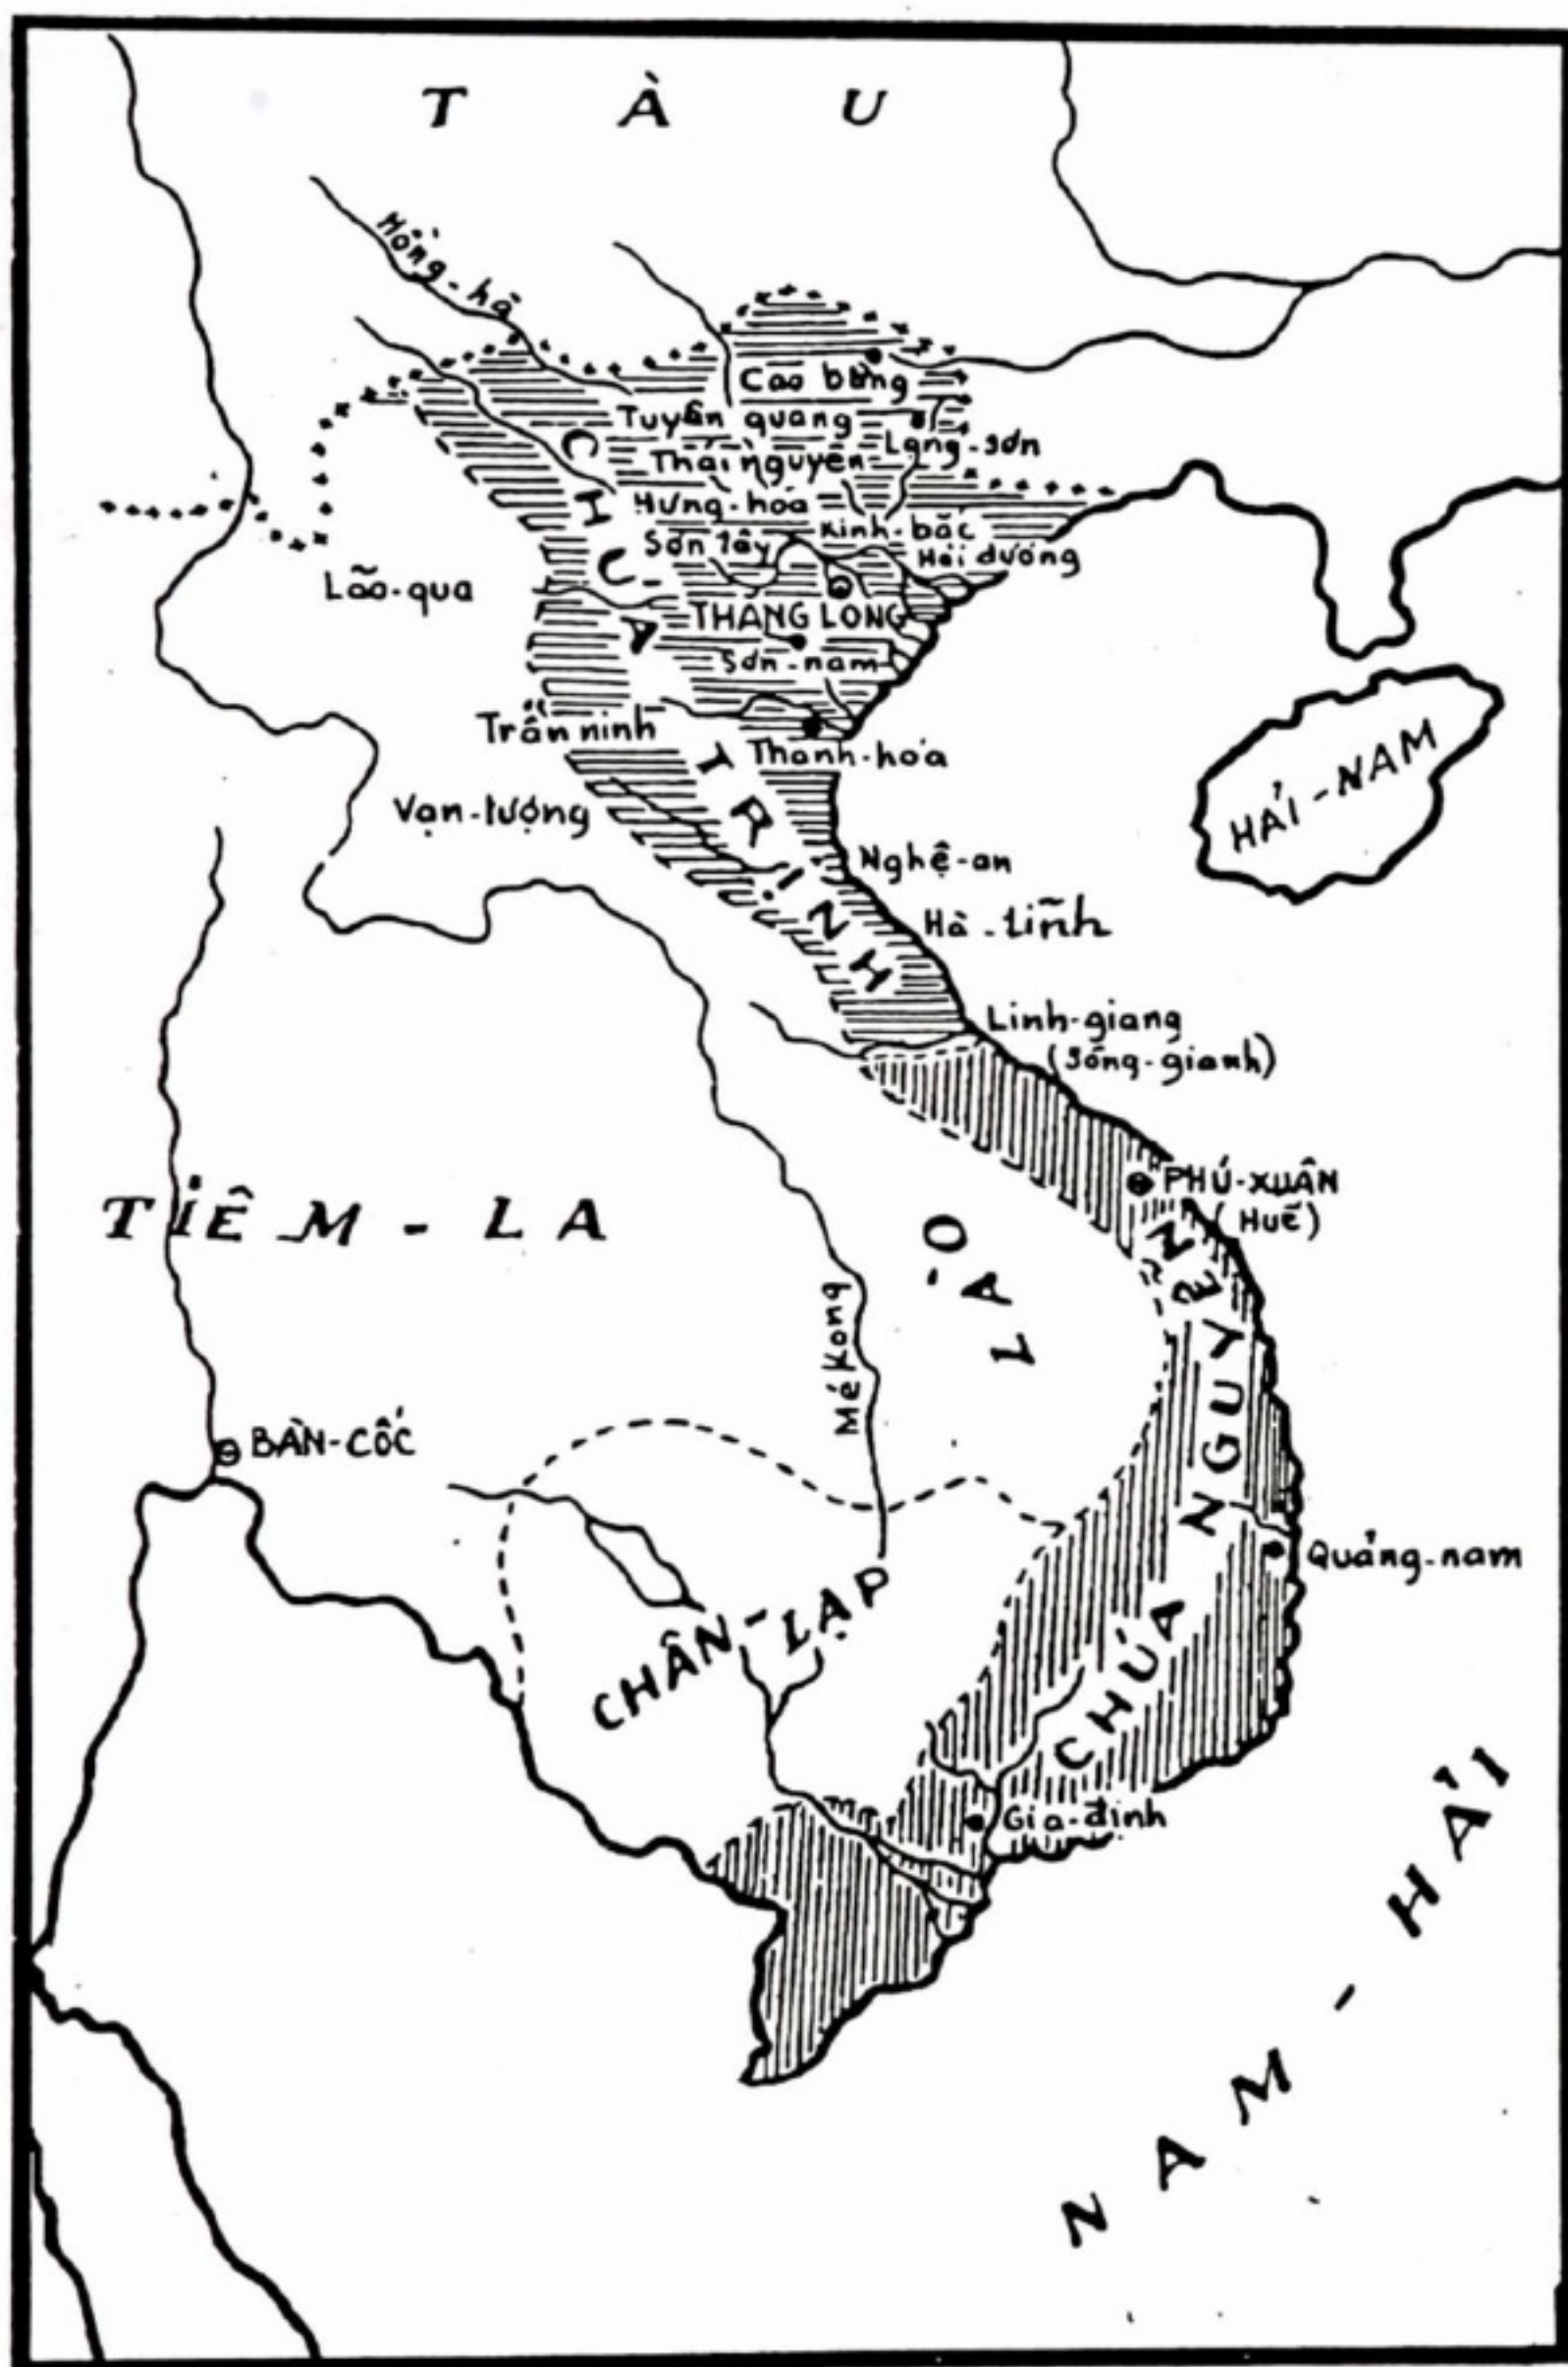 TÀU
Hồng-hà
Cao bằng
Tuyên quang
Lạng-sơn
Thái nguyên
Hưng-hóa
Kinh-bắc
Sơn tây
Hải dương
Lão-qua
THĂNG LONG
Sơn-nam
CHÚA TRỊNH
Trấn ninh
Thanh-hóa
Vạn-tượng
HẢI-NAM
Nghệ-an
Hà-tĩnh
Linh-giang
(Sông-gianh)
PHÚ-XUÂN
(HUẾ)
TIÊM-LA
LẠO
Mékong
CHÚA NGUYỄN
BÀN-CỐC
Quảng-nam
CHÂN-LẠP
Gia-định
NAM-HẢI